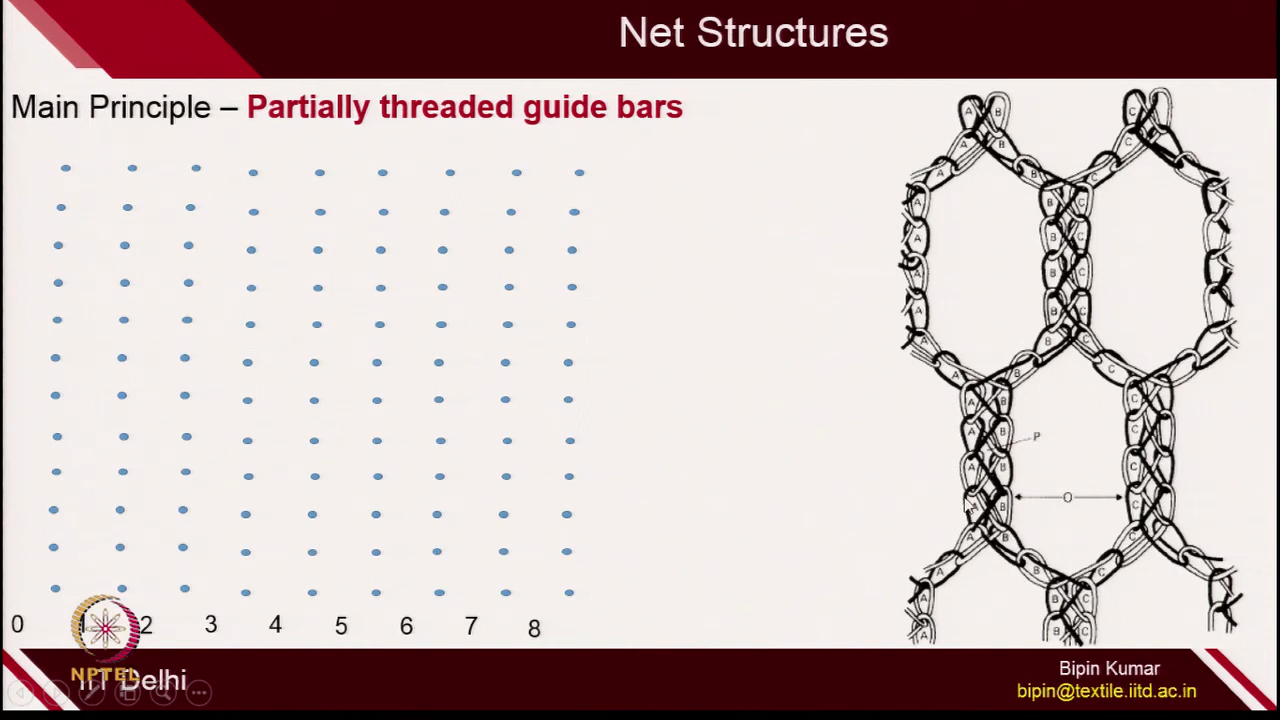 Net Structures
Main Principle – Partially threaded guide bars
A B C
A B C
A B C
A B C
A B C
A B C
A B C
A B C
A B C
A B C
A B C
A B P C
A B C
B O C
A B C
A B C
A B C
A B C
0 2 3 4 5 6 7 8
NPTEL
IIT Delhi
Bipin Kumar
bipin@textile.iitd.ac.in